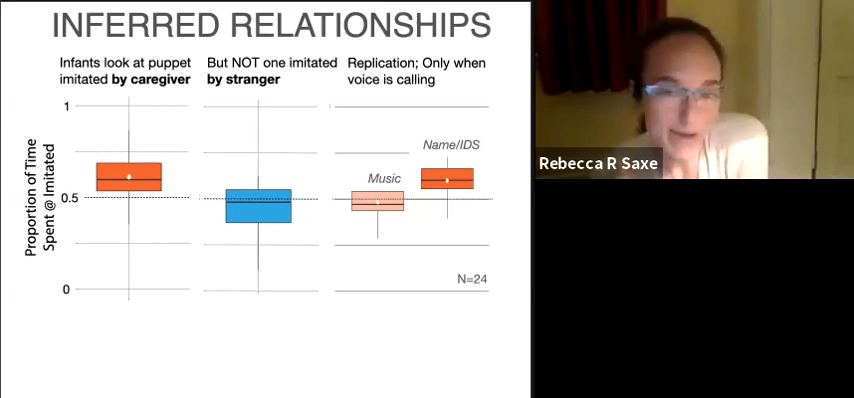 INFERRED RELATIONSHIPS
Infants look at puppet
imitated by caregiver
But NOT one imitated
by stranger
Replication; Only when
voice is calling
Proportion of Time
Spent @ Imitated
1
0.5
0
Music
Name/IDS
N=24
Rebecca R Saxe